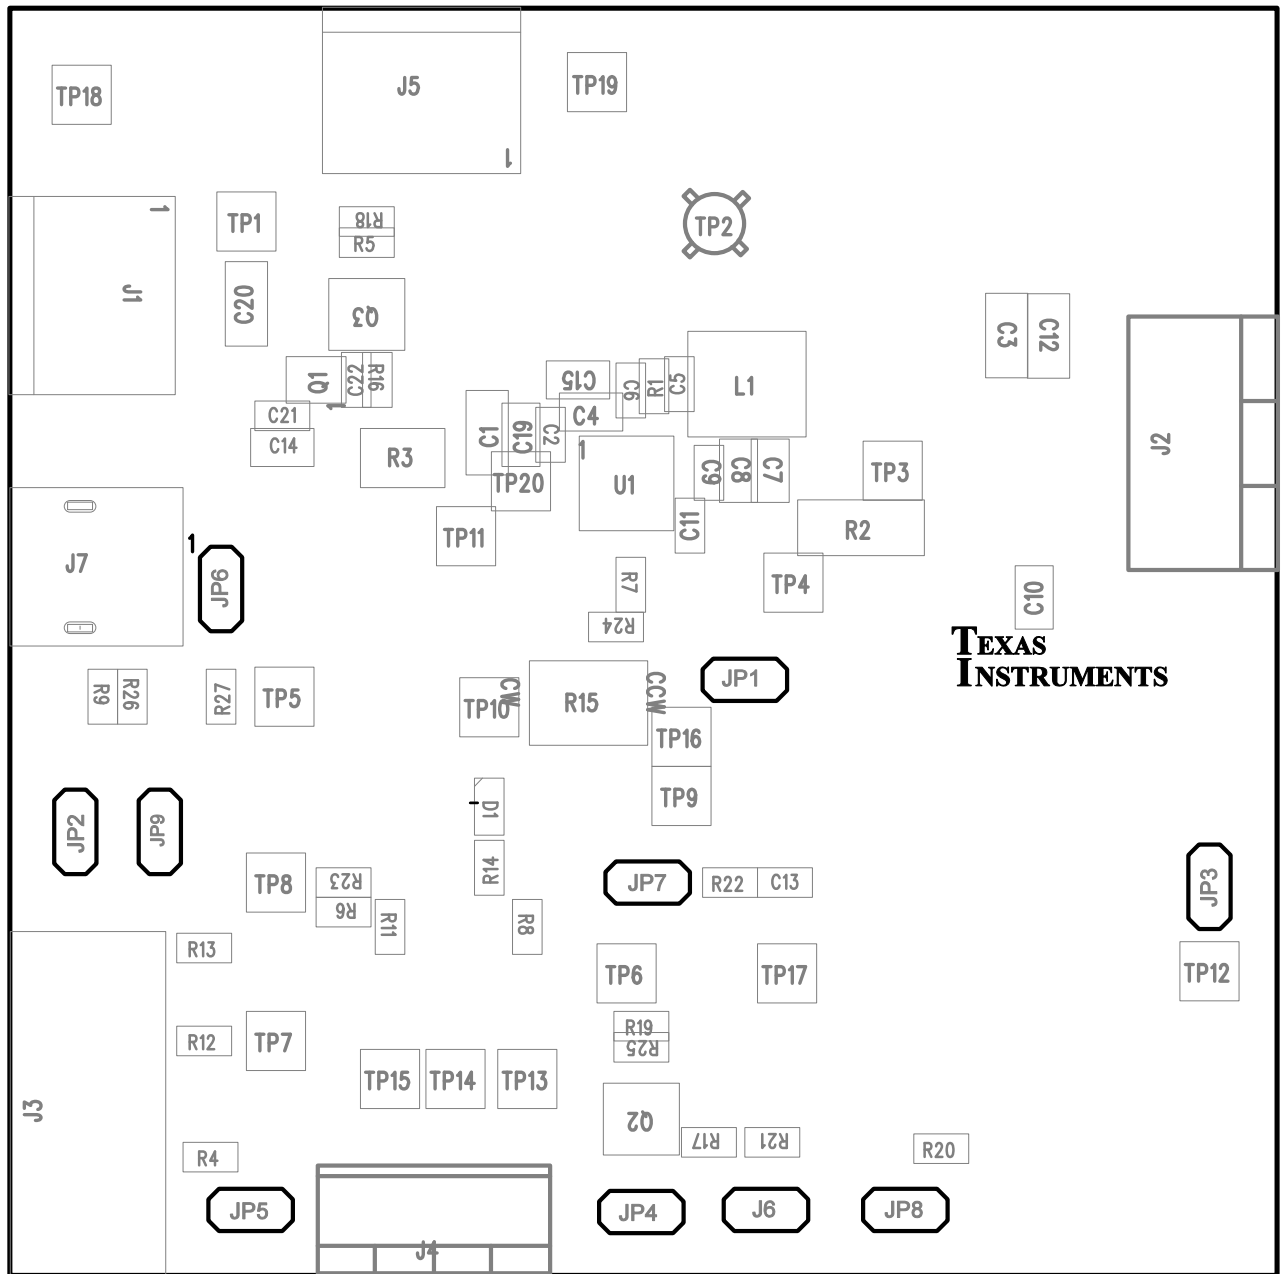 TP18
J5
TP19
1
1
TP1
R18
R5
TP2
J1
C20
Q3
C3
C12
Q1
C22
R16
1
C15
C6
R1
C5
L1
C21
C14
C1
C19
C2
C4
J2
R3
TP20
1
U1
C9
C8
C7
TP3
C11
R2
TP11
1
J7
JP6
R7
TP4
C10
R24
TEXAS
INSTRUMENTS
R9
R26
R27
TP5
TP10
CW
R15
CCW
JP1
TP16
TP9
JP2
JP9
D1
R14
TP8
R23
R6
R11
R8
JP7
R22
C13
JP3
R13
TP6
TP17
TP12
R12
TP7
R19
R25
TP15
TP14
TP13
J3
Q2
R17
R21
R20
R4
JP5
J4
JP4
J6
JP8